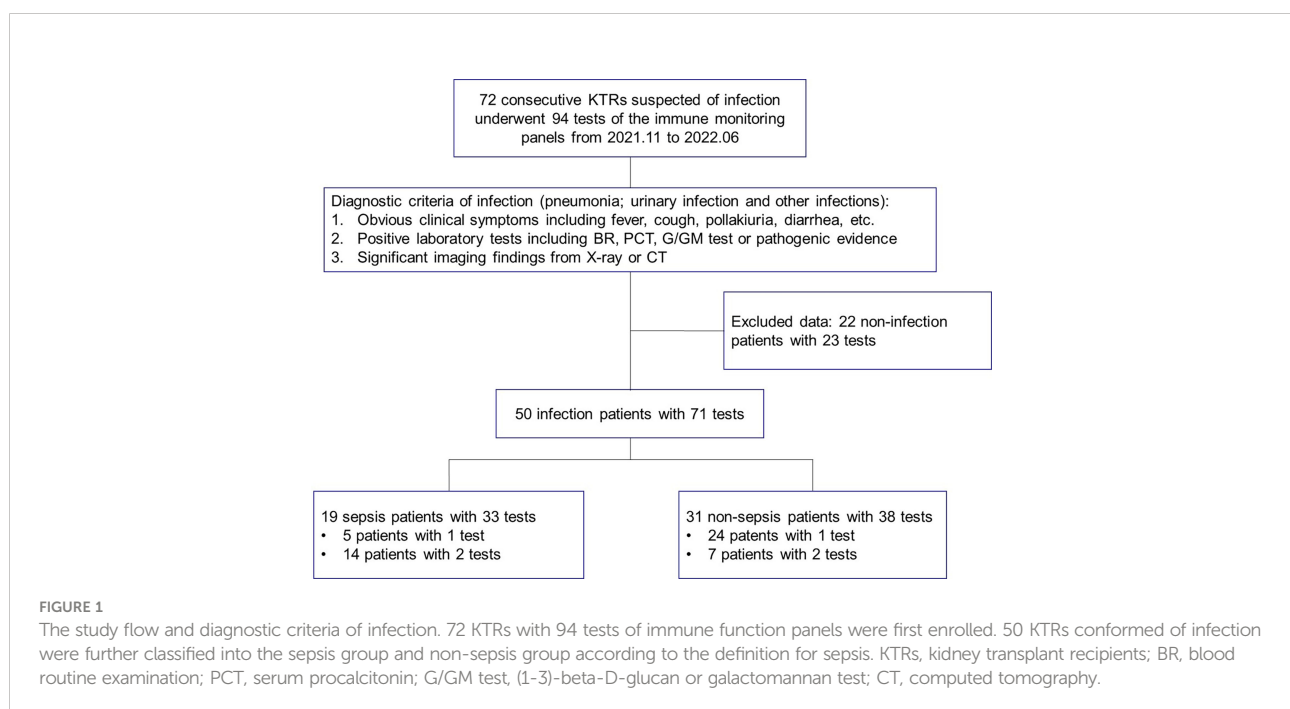 72 consecutive KTRs suspected of infection
underwent 94 tests of the immune monitoring
panels from 2021.11 to 2022.06
Diagnostic criteria of infection (pneumonia; urinary infection and other infections):
1. Obvious clinical symptoms including fever, cough, pollakiuria, diarrhea, etc.
2. Positive laboratory tests including BR, PCT, G/GM test or pathogenic evidence
3. Significant imaging findings from X-ray or CT
Excluded data: 22 non-infection
patients with 23 tests
50 infection patients with 71 tests
19 sepsis patients with 33 tests
• 5 patients with 1 test
• 14 patients with 2 tests
31 non-sepsis patients with 38 tests
• 24 patents with 1 test
• 7 patients with 2 tests
FIGURE 1
The study flow and diagnostic criteria of infection. 72 KTRs with 94 tests of immune function panels were first enrolled. 50 KTRs conformed of infection
were further classified into the sepsis group and non-sepsis group according to the definition for sepsis. KTRs, kidney transplant recipients; BR, blood
routine examination; PCT, serum procalcitonin; G/GM test, (1-3)-beta-D-glucan or galactomannan test; CT, computed tomography.